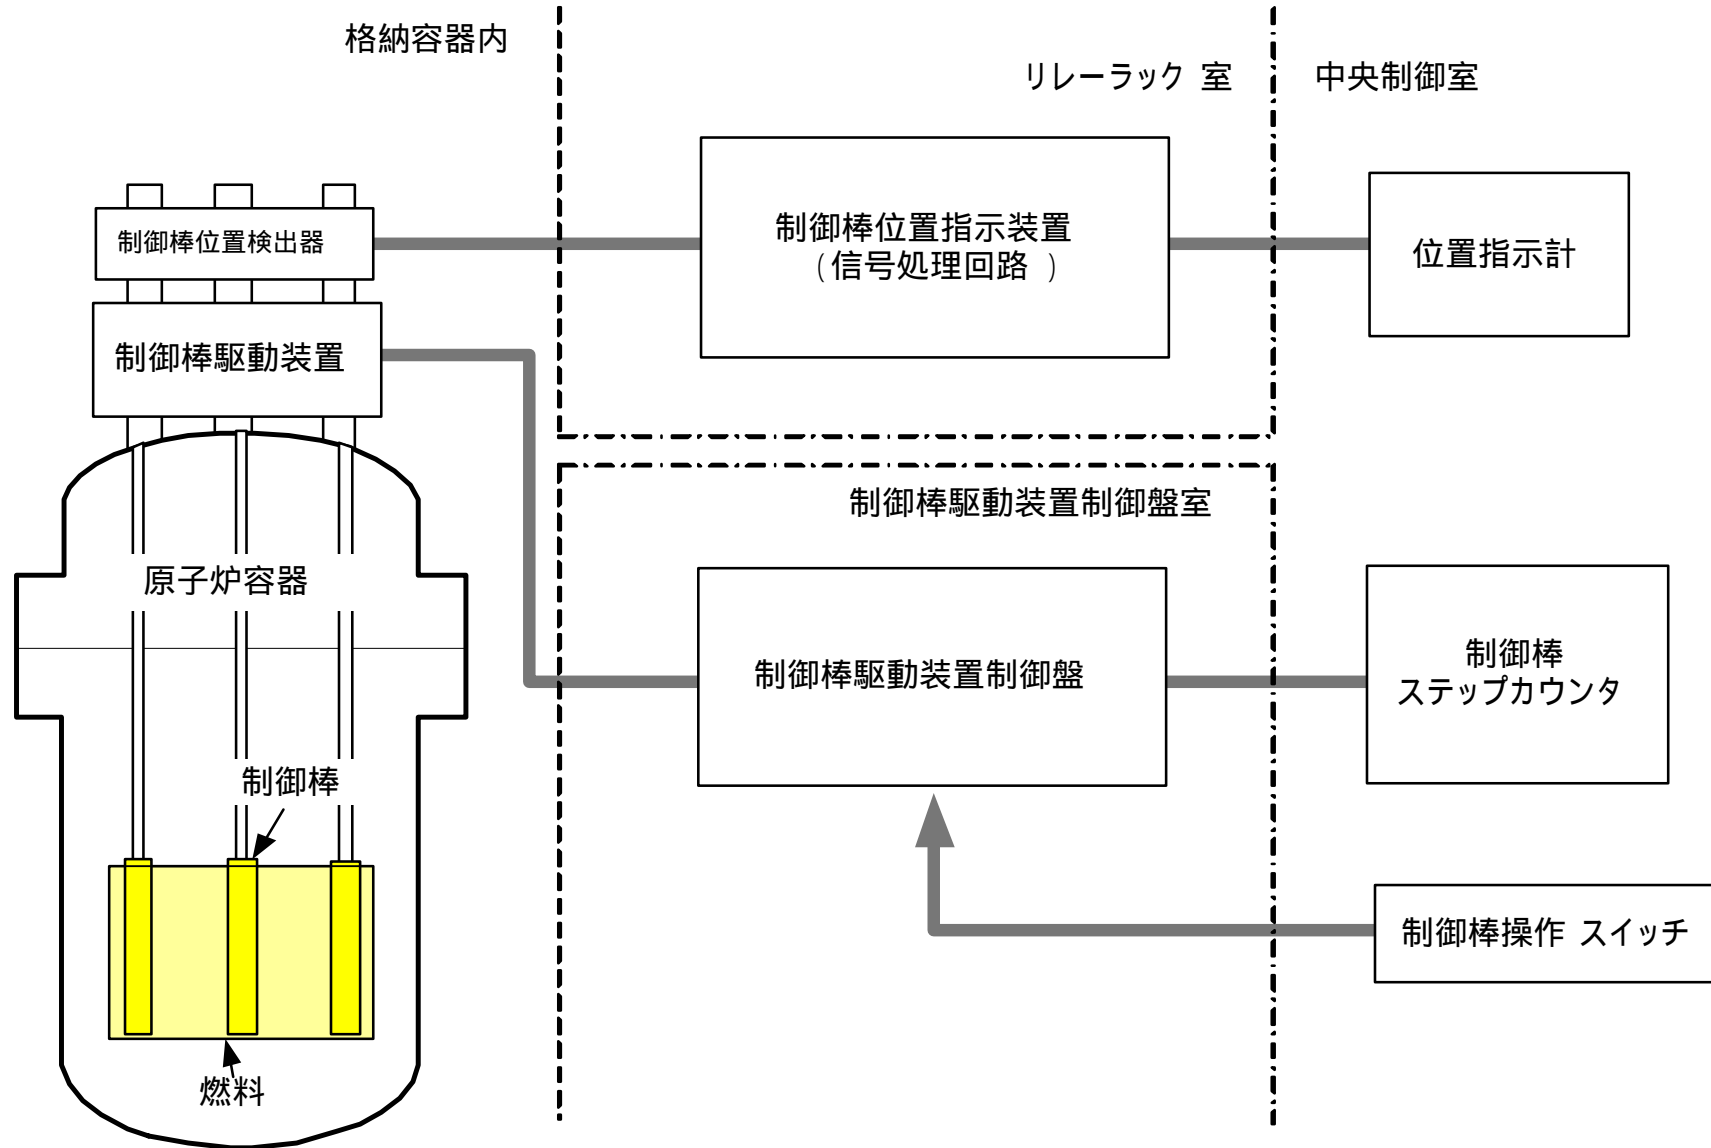 格納容器内
リレーラック 室
中央制御室
制御棒位置検出器
制御棒位置指示装置
(信号処理回路 )
位置指示計
制御棒駆動装置
制御棒駆動装置制御盤室
原子炉容器
制御棒駆動装置制御盤
制御棒
ステップカウンタ
制御棒
制御棒操作 スイッチ
燃料